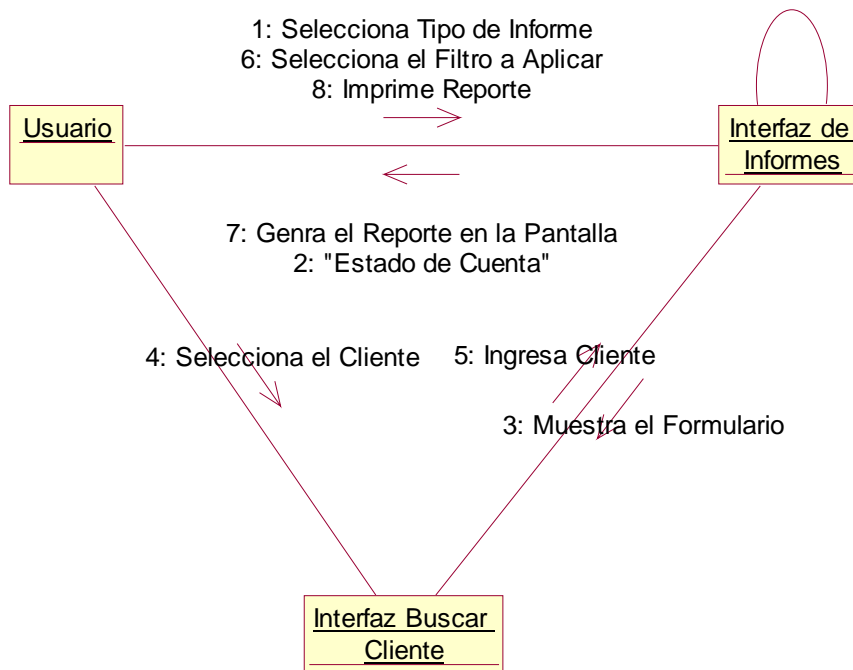 1: Selecciona Tipo de Informe
6: Selecciona el Filtro a Aplicar
8: Imprime Reporte
Usuario
Interfaz de
Informes
7: Genra el Reporte en la Pantalla
2: "Estado de Cuenta"
4: Selecciona el Cliente
5: Ingresa Cliente
3: Muestra el Formulario
Interfaz Buscar
Cliente